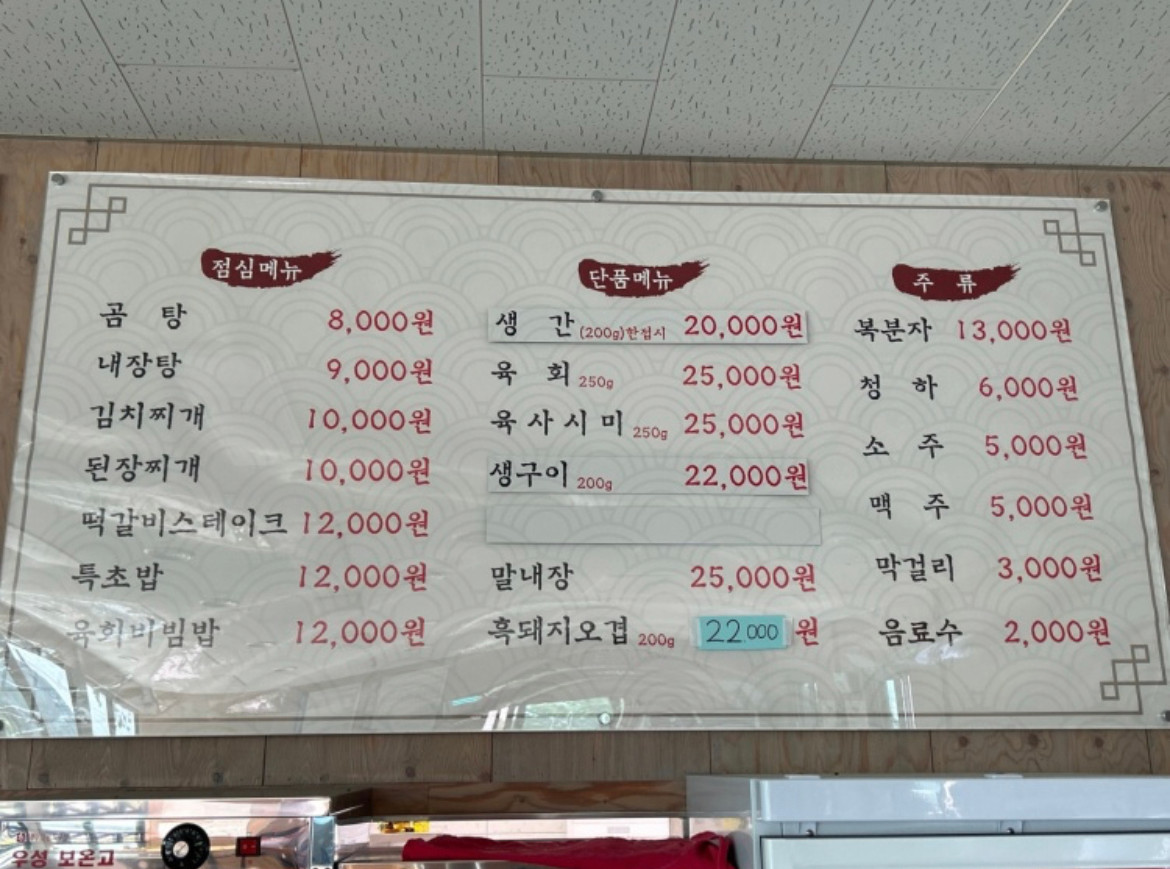 점심메뉴
곰 탕 8,000원
내장탕 9,000원
김치찌개 10,000원
된장찌개 10,000원
떡갈비스테이크 12,000원
특초밥 12,000원
육회비빔밥 12,000원
단품메뉴
생 간 (200g)한접시 20,000원
육 회 250g 25,000원
육사시미 250g 25,000원
생구이 200g 22,000원
말내장 25,000원
흑돼지오겹 200g 22,000원
주 류
복분자 13,000원
청 하 6,000원
소 주 5,000원
맥 주 5,000원
막걸리 3,000원
음료수 2,000원
우성 보온고